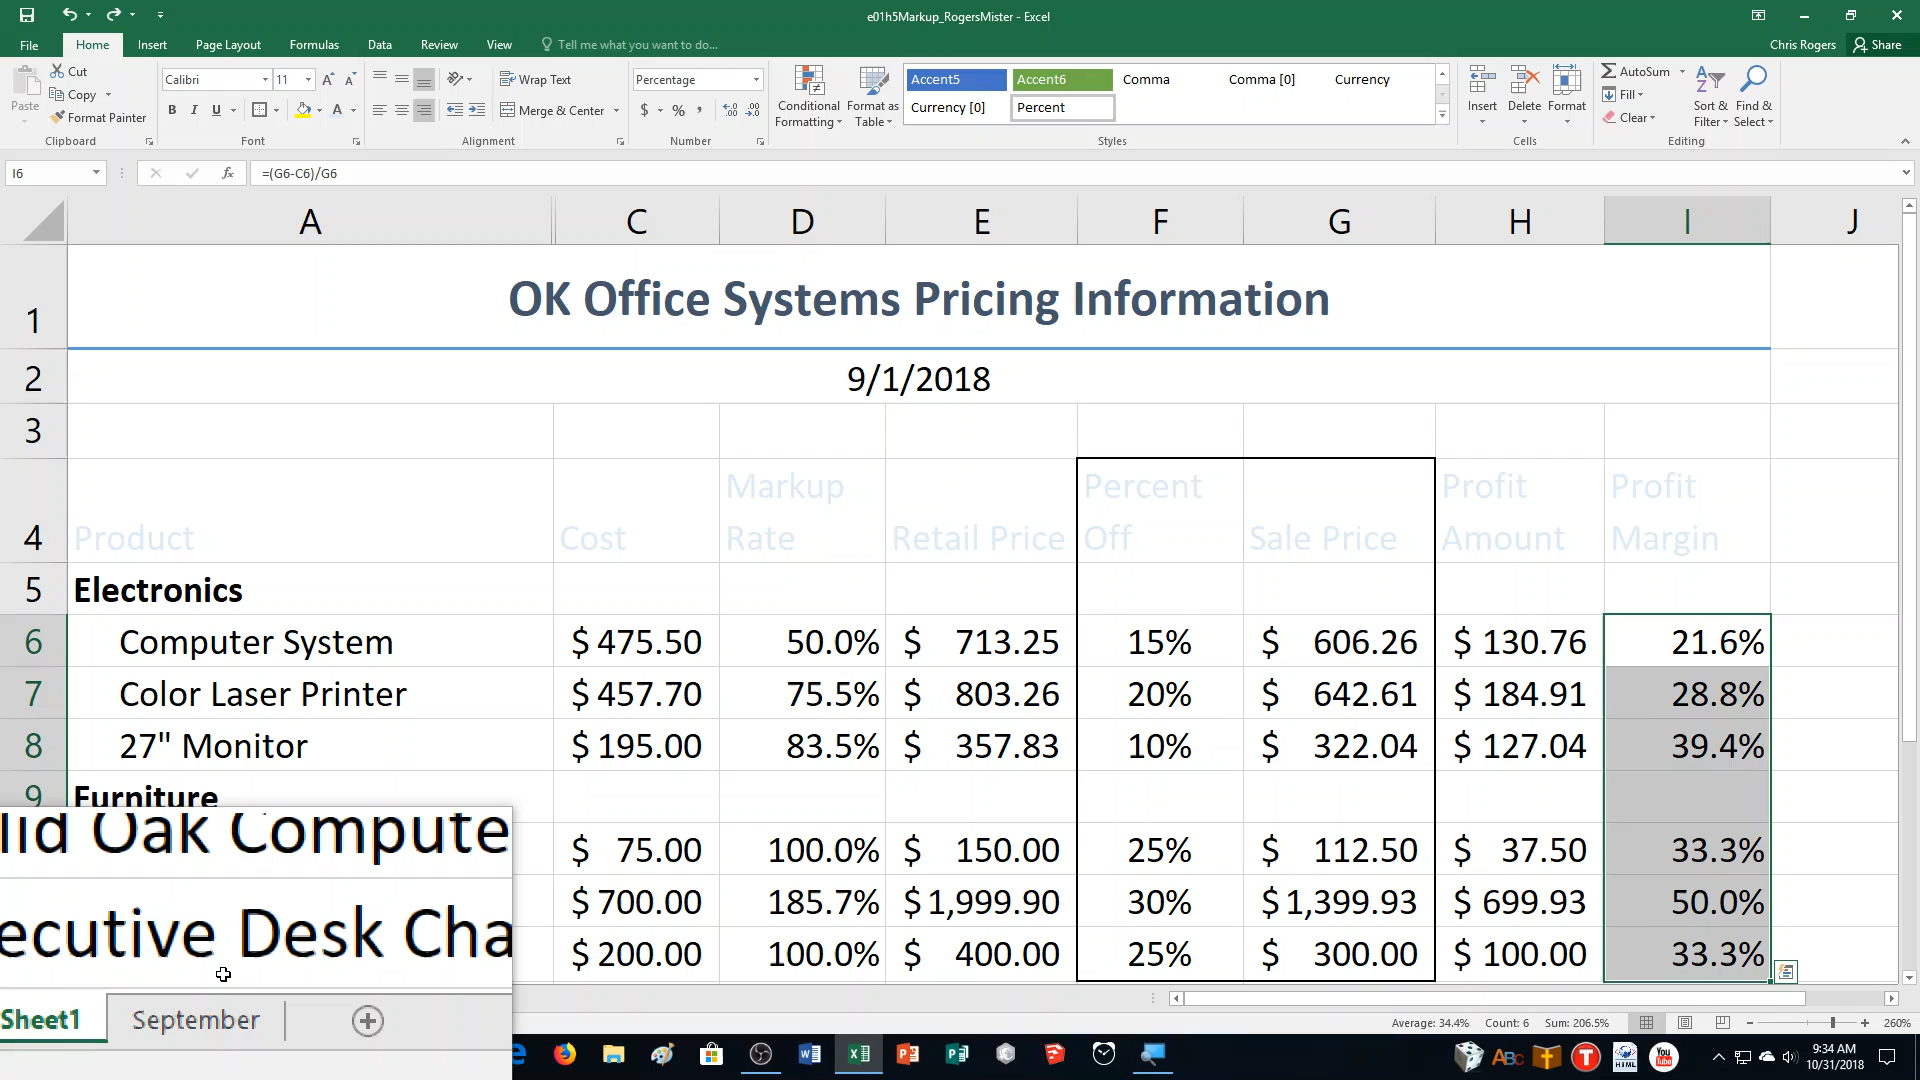 e01h5Markup_RogersMister - Excel
File Home Insert Page Layout Formulas Data Review View Tell me what you want to do... Chris Rogers Share
Paste Cut Copy Format Painter Clipboard
Calibri 11 B I U A A A Font
Wrap Text Merge & Center Alignment
Percentage $ % , Number
Conditional Formatting Format as Table
Accent5 Accent6 Comma Comma [0] Currency
Currency [0] Percent
Styles
Insert Delete Format Cells
AutoSum Fill Clear Sort & Filter Find & Select Editing
I6 fx =(G6-C6)/G6
A C D E F G H I J
1 OK Office Systems Pricing Information
2 9/1/2018
3
4 Product Cost Markup Rate Retail Price Percent Off Sale Price Profit Amount Profit Margin
5 Electronics
6 Computer System $ 475.50 50.0% $ 713.25 15% $ 606.26 $ 130.76 21.6%
7 Color Laser Printer $ 457.70 75.5% $ 803.26 20% $ 642.61 $ 184.91 28.8%
8 27" Monitor $ 195.00 83.5% $ 357.83 10% $ 322.04 $ 127.04 39.4%
9 Furniture
lid Oak Compute $ 75.00 100.0% $ 150.00 25% $ 112.50 $ 37.50 33.3%
ecutive Desk Cha $ 700.00 185.7% $ 1,999.90 30% $ 1,399.93 $ 699.93 50.0%
$ 200.00 100.0% $ 400.00 25% $ 300.00 $ 100.00 33.3%
Sheet1 September
Average: 34.4% Count: 6 Sum: 206.5% 260%
9:34 AM
10/31/2018